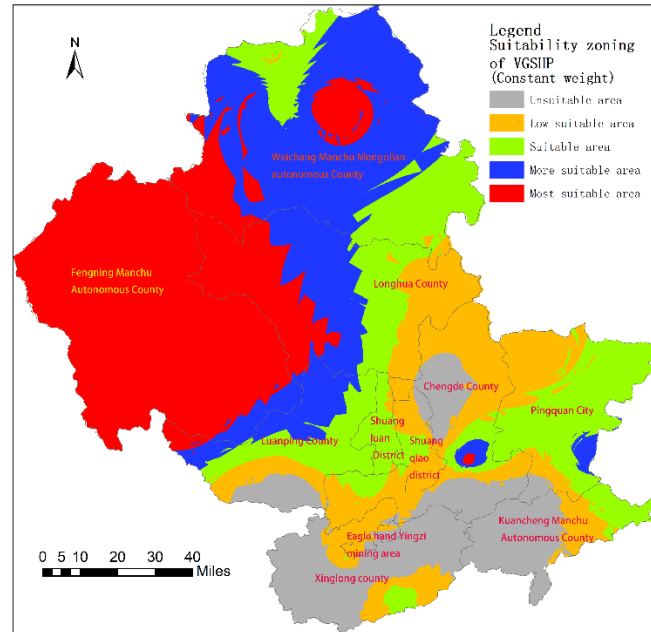 N
Legend
Suitability zoning
of VGSHP
(Constant weight)
Unsuitable area
Low suitable area
Suitable area
More suitable area
Most suitable area
Weichang Manchu Mongolian
autonomous County
Fengning Manchu
Autonomous County
Longhua County
Chengde County
Pingquan City
Luanping County
Shuang
luan
District
Shuang
qiao
district
Kuancheng Manchu
Autonomous County
Eagla hand Yingzi
mining area
Xinglong county
0 5 10 20 30 40
Miles